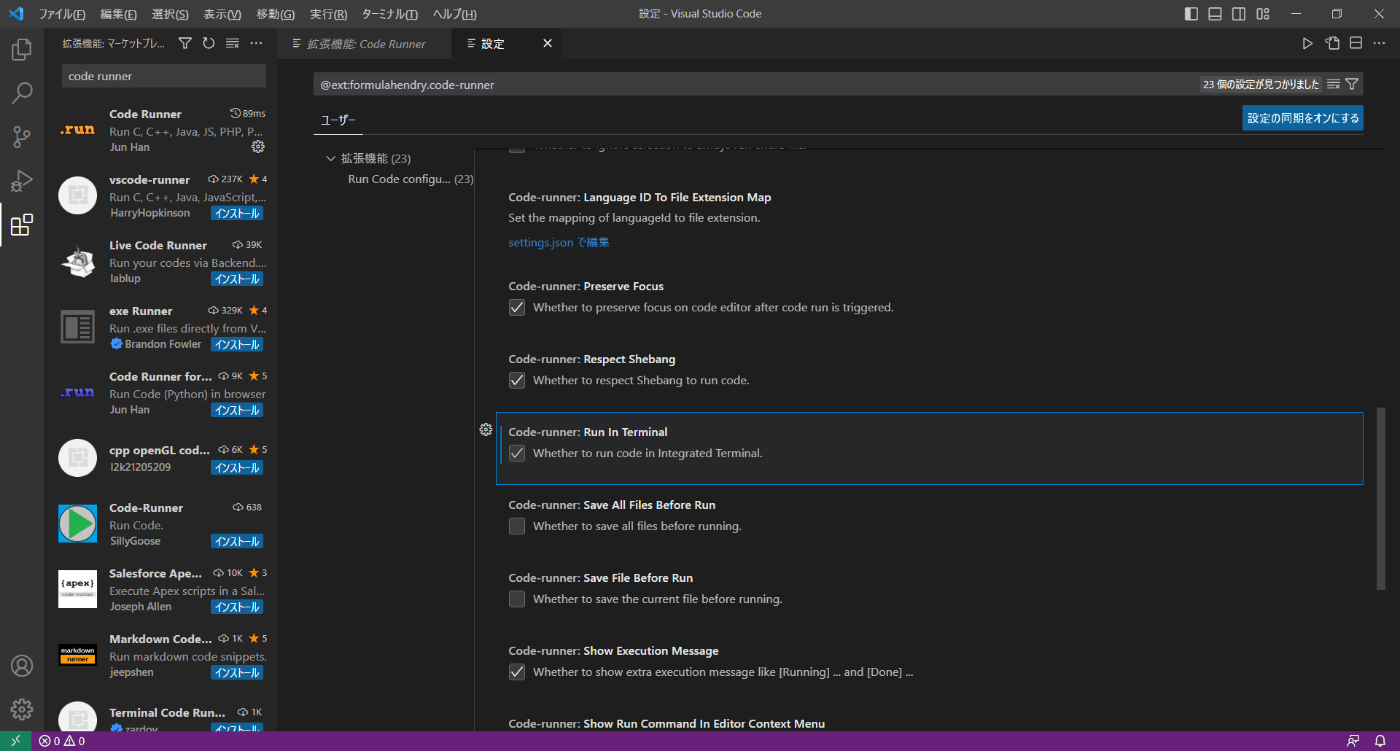 ファイル(F) 編集(E) 選択(S) 表示(V) 移動(G) 実行(R) ターミナル(T) ヘルプ(H)
設定 - Visual Studio Code
拡張機能: マーケットプレ...
拡張機能: Code Runner
設定
code runner
Code Runner 89ms
Run C, C++, Java, JS, PHP, P...
Jun Han
vscode-runner 237K ★ 4
Run C, C++, Java, JavaScript,...
HarryHopkinson インストール
Live Code Runner 39K
Run your codes via Backend....
lablup インストール
exe Runner 329K ★ 4
Run .exe files directly from V...
Brandon Fowler インストール
Code Runner for... 9K ★ 5
Run Code (Python) in browser
Jun Han インストール
cpp openGL cod... 6K ★ 5
l2k21205209 インストール
Code-Runner 638
Run Code.
SillyGoose インストール
Salesforce Ape... 10K ★ 3
Execute Apex scripts in a Sal...
Joseph Allen インストール
Markdown Code... 1K ★ 5
Run markdown code snippets.
jeepshen インストール
Terminal Code Run... 1K
zardoy インストール
.run
.run
{apex}
markdown
runner
@ext:formulahendry.code-runner
23 個の設定が見つかりました
ユーザー
設定の同期をオンにする
拡張機能 (23)
Run Code configu... (23)
Whether to ignore selection to always run entire file.
Code-runner: Language ID To File Extension Map
Set the mapping of languageId to file extension.
settings.json で編集
Code-runner: Preserve Focus
Whether to preserve focus on code editor after code run is triggered.
Code-runner: Respect Shebang
Whether to respect Shebang to run code.
Code-runner: Run In Terminal
Whether to run code in Integrated Terminal.
Code-runner: Save All Files Before Run
Whether to save all files before running.
Code-runner: Save File Before Run
Whether to save the current file before running.
Code-runner: Show Execution Message
Whether to show extra execution message like [Running] ... and [Done] ...
Code-runner: Show Run Command In Editor Context Menu
0 0